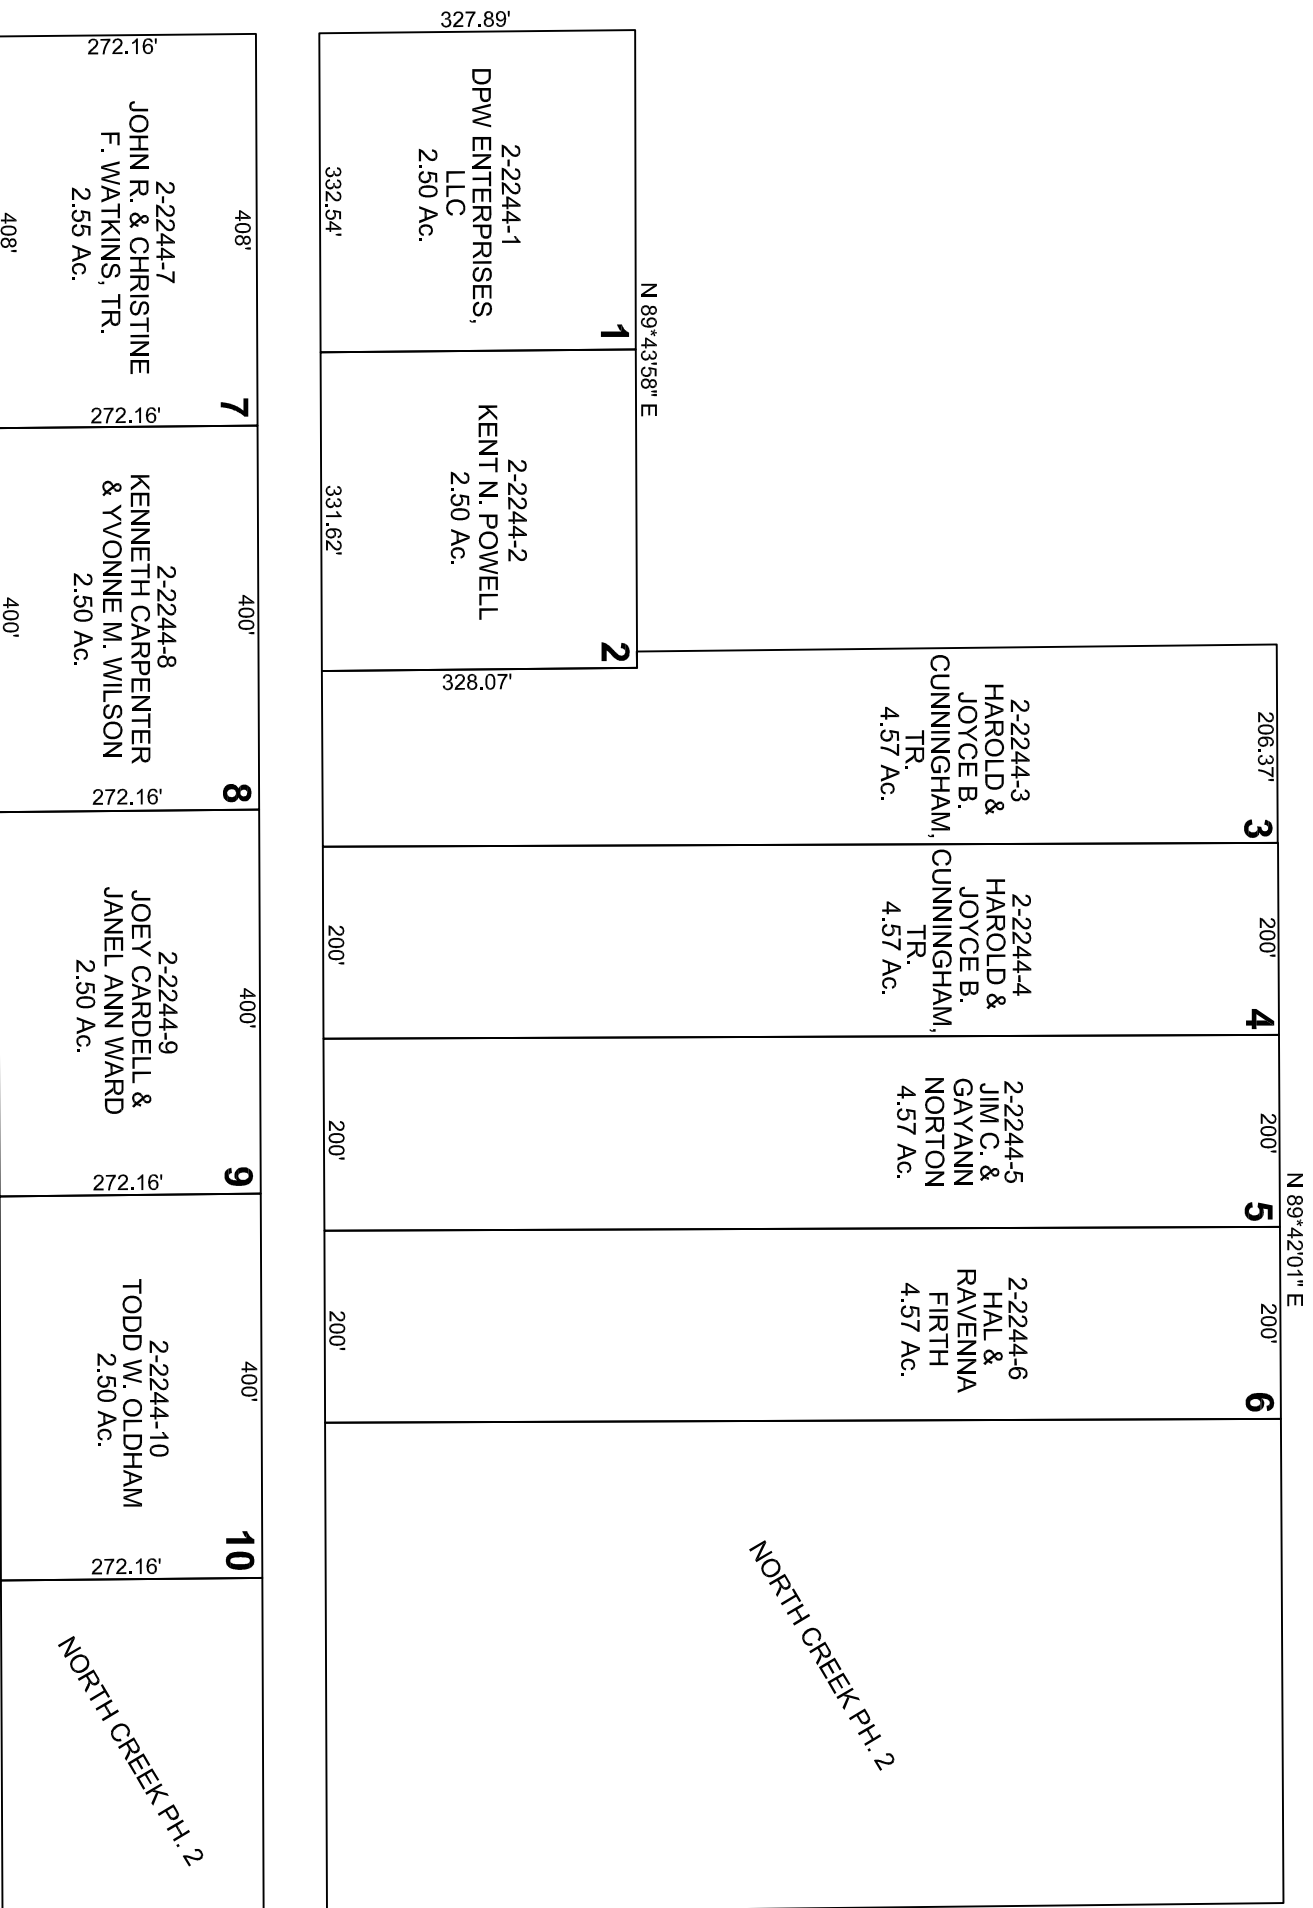 N 89*42'01" E
206.37'
200'
200'
200'
3
4
5
6
2-2244-3
HAROLD &
JOYCE B.
CUNNINGHAM,
TR.
4.57 Ac.
2-2244-4
HAROLD &
JOYCE B.
CUNNINGHAM,
TR.
4.57 Ac.
2-2244-5
JIM C. &
GAYANN
NORTON
4.57 Ac.
2-2244-6
HAL &
RAVENNA
FIRTH
4.57 Ac.
NORTH CREEK PH. 2
N 89*43'58" E
1
2
327.89'
2-2244-1
DPW ENTERPRISES,
LLC
2.50 Ac.
2-2244-2
KENT N. POWELL
2.50 Ac.
328.07'
332.54'
331.62'
200'
200'
200'
408'
400'
400'
400'
7
8
9
10
272.16'
2-2244-7
JOHN R. & CHRISTINE
F. WATKINS, TR.
2.55 Ac.
272.16'
2-2244-8
KENNETH CARPENTER
& YVONNE M. WILSON
2.50 Ac.
272.16'
2-2244-9
JOEY CARDELL &
JANEL ANN WARD
2.50 Ac.
272.16'
2-2244-10
TODD W. OLDHAM
2.50 Ac.
272.16'
NORTH CREEK PH. 2
408'
400'